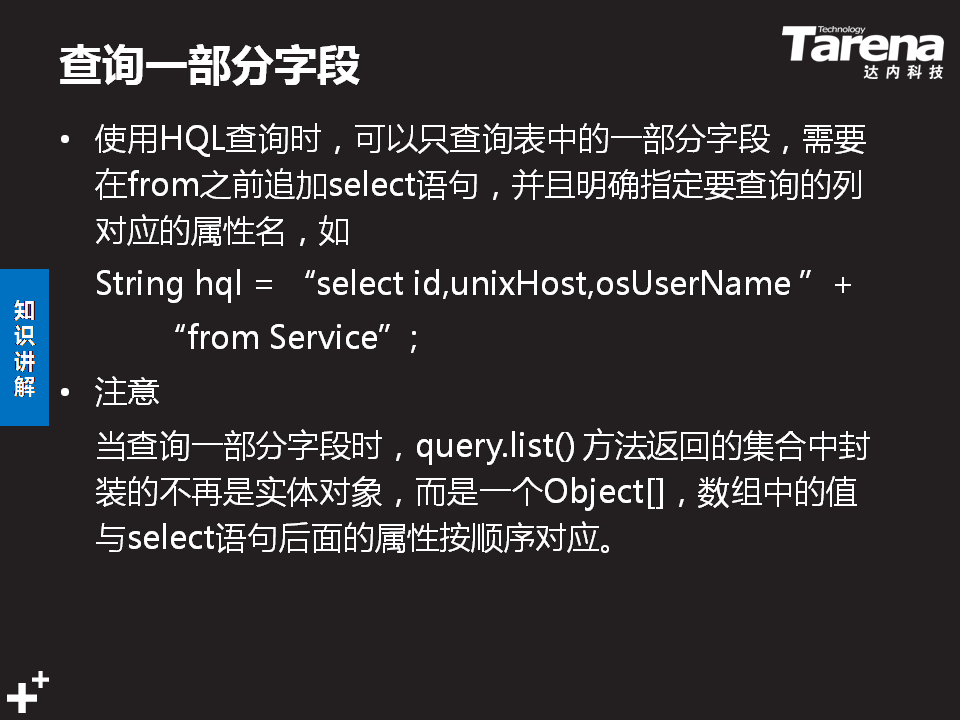 查询一部分字段
Technology
Tarena
达内科技
• 使用HQL查询时，可以只查询表中的一部分字段，需要
在from之前追加select语句，并且明确指定要查询的列
对应的属性名，如
String hql = “select id,unixHost,osUserName ” +
“from Service” ;
知识讲解
• 注意
当查询一部分字段时，query.list() 方法返回的集合中封
装的不再是实体对象，而是一个Object[]，数组中的值
与select语句后面的属性按顺序对应。